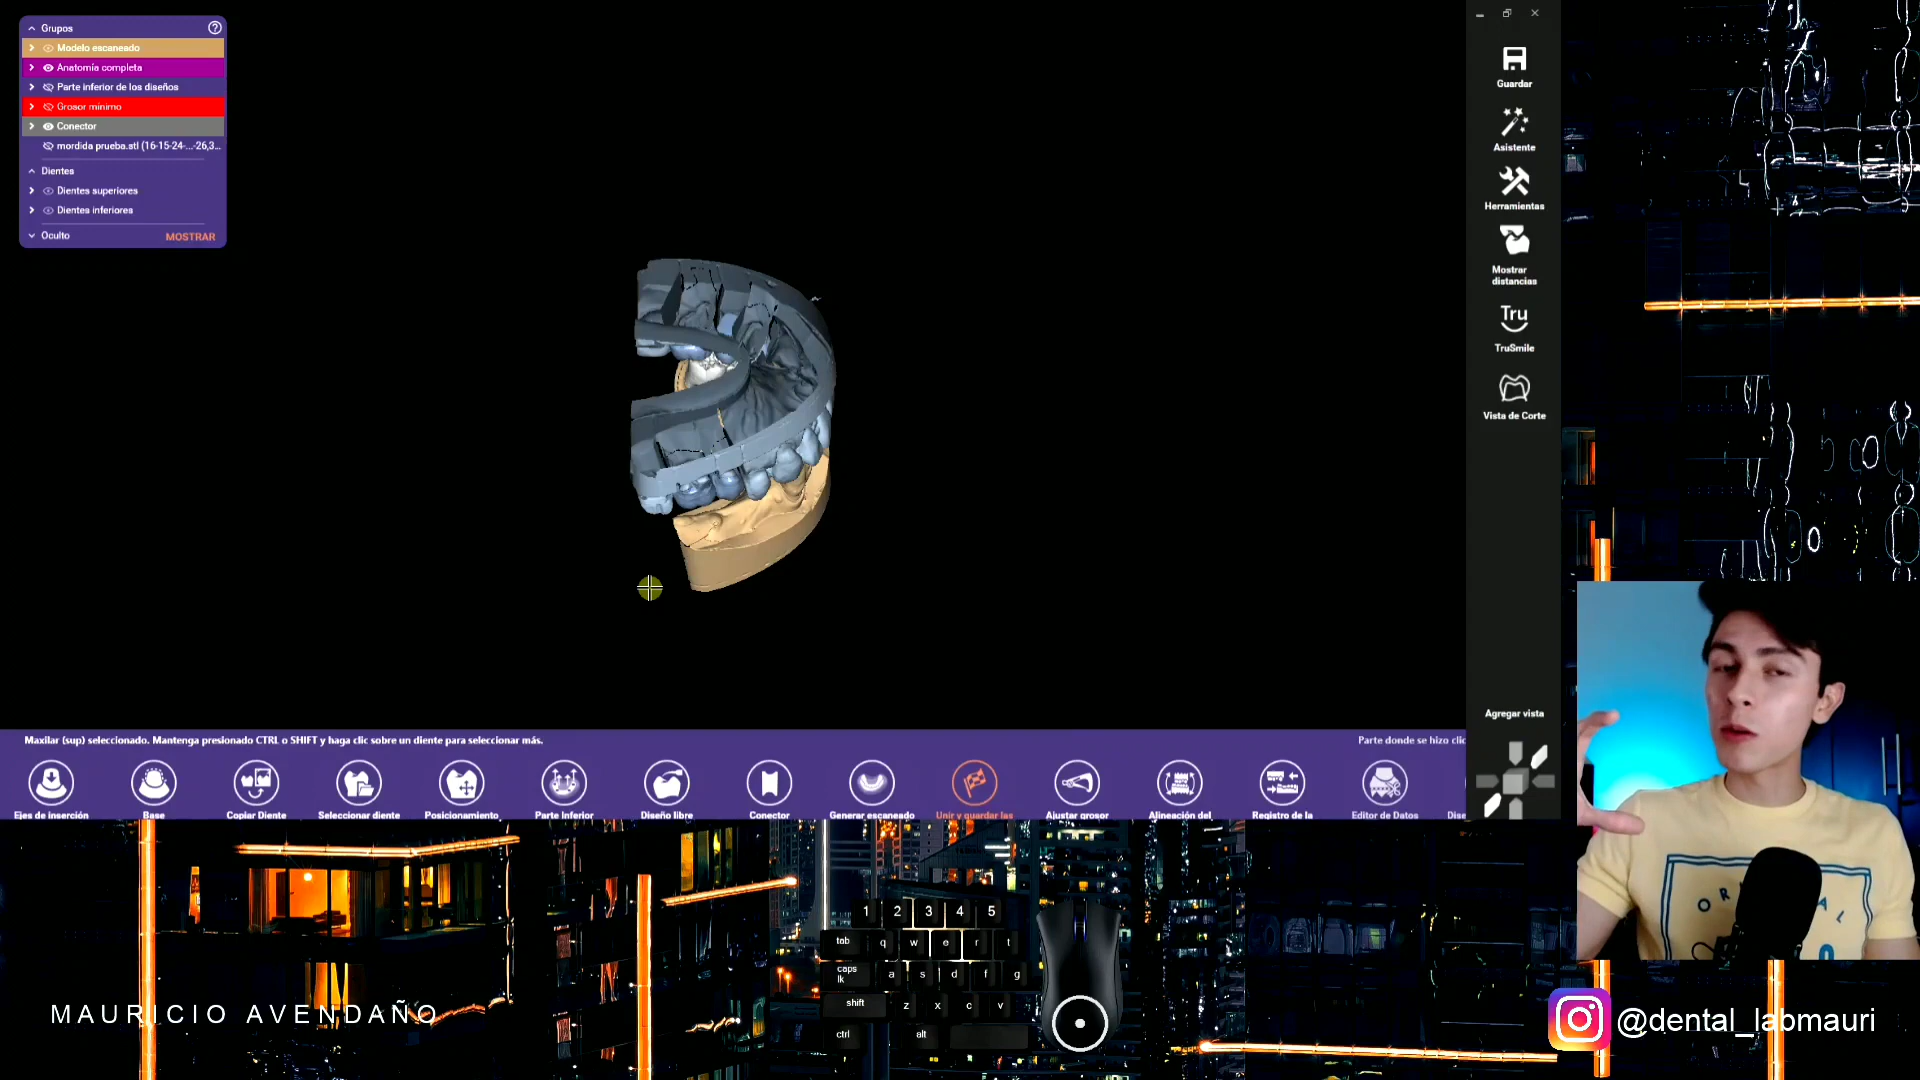 Grupos
Modelo escaneado
Anatomía completa
Parte inferior de los diseños
Grosor mínimo
Conector
mordida prueba.stl (16-15-24-...-26,3...
Dientes
Dientes superiores
Dientes inferiores
Oculto MOSTRAR
Guardar
Asistente
Herramientas
Mostrar
distancias
Tru
TruSmile
Vista de Corte
Agregar vista
Maxilar (sup) seleccionado. Mantenga presionado CTRL o SHIFT y haga clic sobre un diente para seleccionar más.
Parte donde se hizo clic
Ejes de inserción
Base
Copiar Diente
Seleccionar diente
Posicionamiento
Parte Inferior
Diseño libre
Conector
Generar escaneado
Unir y guardar las
Ajustar grosor
Alineación del
Registro de la
Editor de Datos
1 2 3 4 5
tab q w e r t
caps
lk a s d f g
shift z x c v
ctrl alt
MAURICIO AVENDAÑO
@dental_labmauri